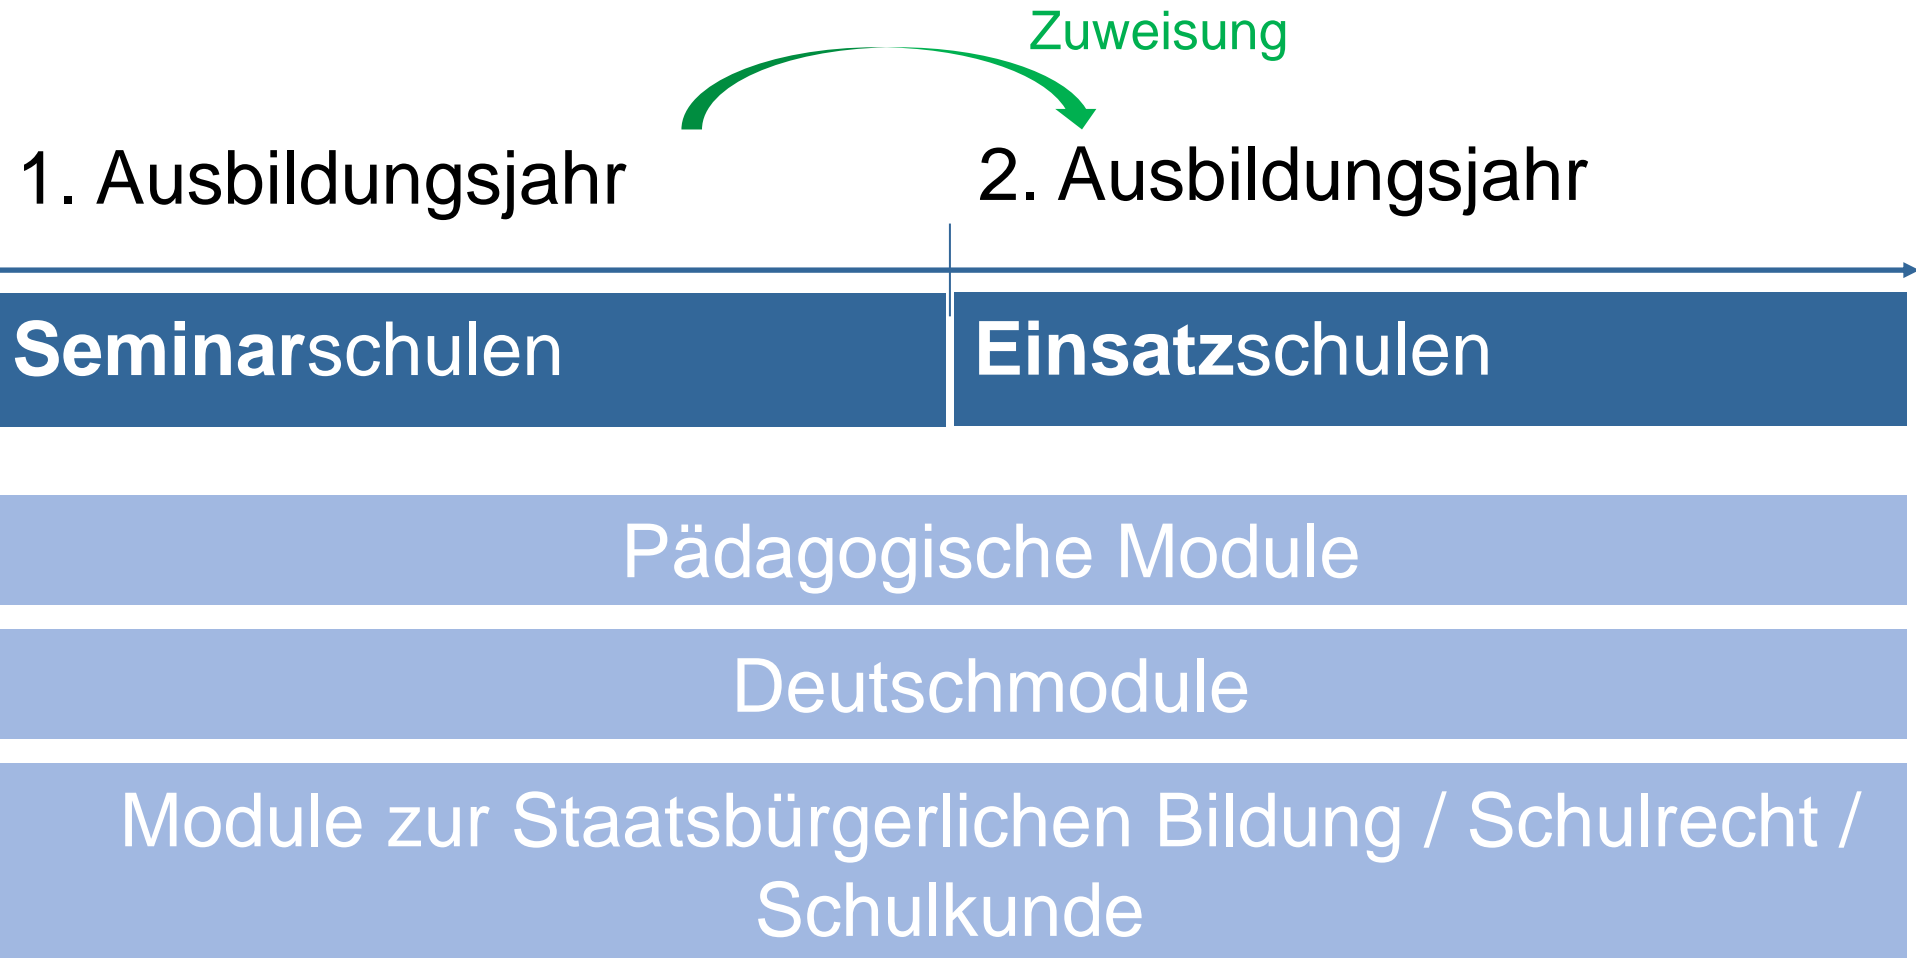 Zuweisung
1. Ausbildungsjahr
2. Ausbildungsjahr
Seminarschulen
Einsatzschulen
Pädagogische Module
Deutschmodule
Module zur Staatsbürgerlichen Bildung / Schulrecht /
Schulkunde